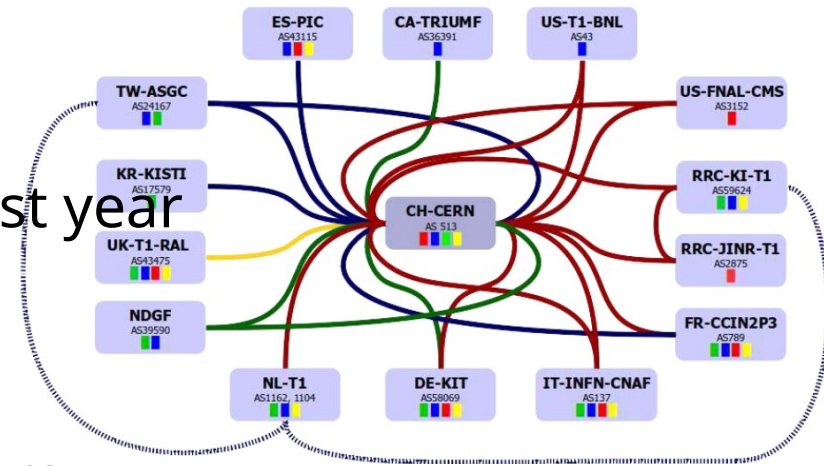 ES-PIC
AS43115
CA-TRIUMF
AS36391
US-T1-BNL
AS43
TW-ASGC
AS24167
US-FNAL-CMS
AS3152
KR-KISTI
AS17579
RRC-KI-T1
AS59624
st year
CH-CERN
AS 513
UK-T1-RAL
AS43475
RRC-JINR-T1
AS2875
NDGF
AS39590
FR-CCIN2P3
AS789
NL-T1
AS1162, 1104
DE-KIT
AS58069
IT-INFN-CNAF
AS137